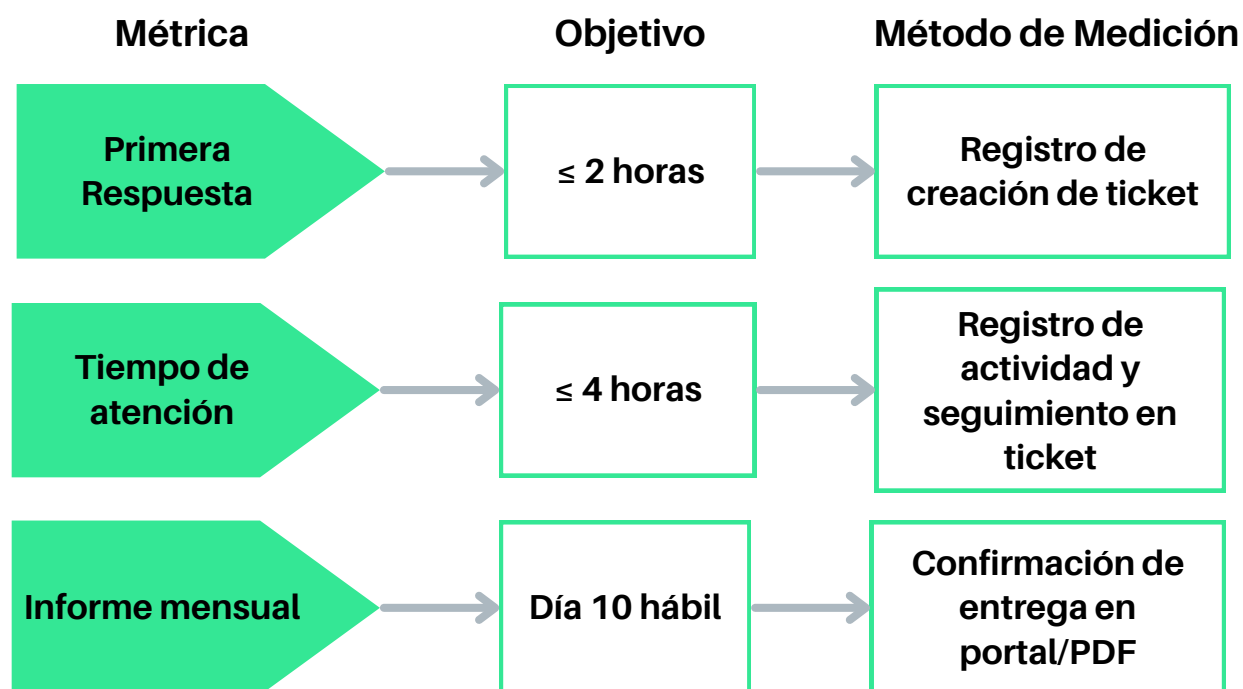 Métrica
Objetivo
Método de Medición
Primera
Respuesta
≤ 2 horas
Registro de
creación de ticket
Tiempo de
atención
≤ 4 horas
Registro de
actividad y
seguimiento en
ticket
Informe mensual
Día 10 hábil
Confirmación de
entrega en
portal/PDF